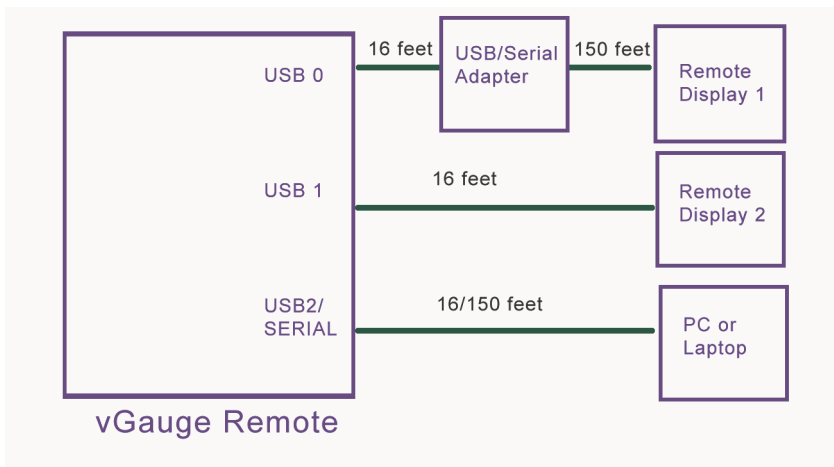 16 feet
USB/Serial
Adapter
150 feet
USB 0
Remote
Display 1
USB 1
16 feet
Remote
Display 2
USB2/
SERIAL
16/150 feet
PC or
Laptop
vGauge Remote